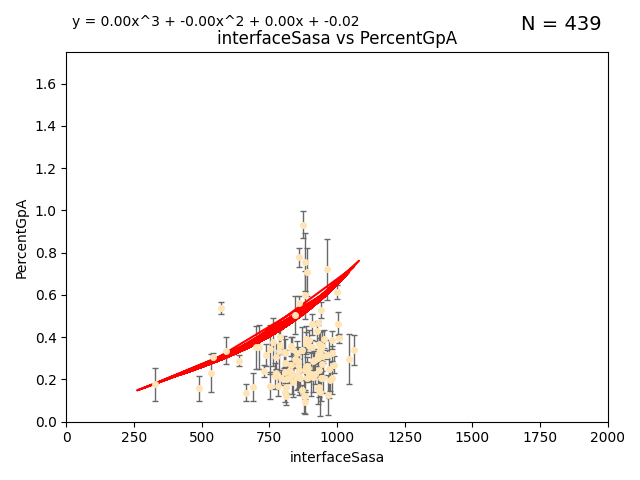 y = 0.00x^3 + -0.00x^2 + 0.00x + -0.02
N = 439
interfaceSasa vs PercentGpA
PercentGpA
1.6
1.4
1.2
1.0
0.8
0.6
0.4
0.2
0.0
0 250 500 750 1000 1250 1500 1750 2000
interfaceSasa